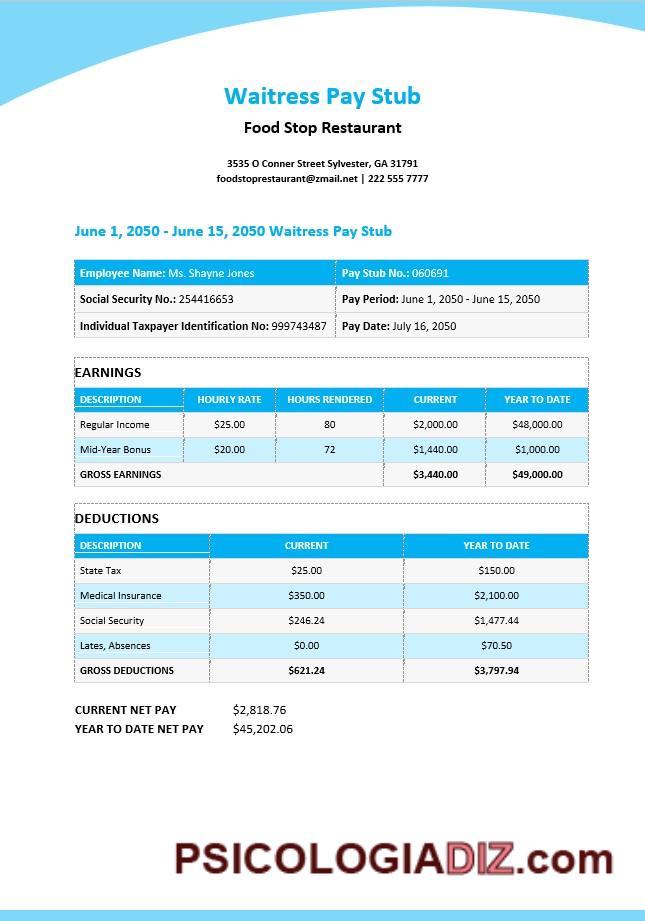 Waitress Pay Stub
Food Stop Restaurant
3535 O Conner Street Sylvester, GA 31791
foodstoprestaurant@zmail.net | 222 555 7777
June 1, 2050 - June 15, 2050 Waitress Pay Stub
Employee Name: Ms. Shayne Jones Pay Stub No.: 060691
Social Security No.: 254416653 Pay Period: June 1, 2050 - June 15, 2050
Individual Taxpayer Identification No: 999743487 Pay Date: July 16, 2050
EARNINGS
DESCRIPTION HOURLY RATE HOURS RENDERED CURRENT YEAR TO DATE
Regular Income $25.00 80 $2,000.00 $48,000.00
Mid-Year Bonus $20.00 72 $1,440.00 $1,000.00
GROSS EARNINGS $3,440.00 $49,000.00
DEDUCTIONS
DESCRIPTION CURRENT YEAR TO DATE
State Tax $25.00 $150.00
Medical Insurance $350.00 $2,100.00
Social Security $246.24 $1,477.44
Lates, Absences $0.00 $70.50
GROSS DEDUCTIONS $621.24 $3,797.94
CURRENT NET PAY $2,818.76
YEAR TO DATE NET PAY $45,202.06
PSICOLOGIADIZ.com